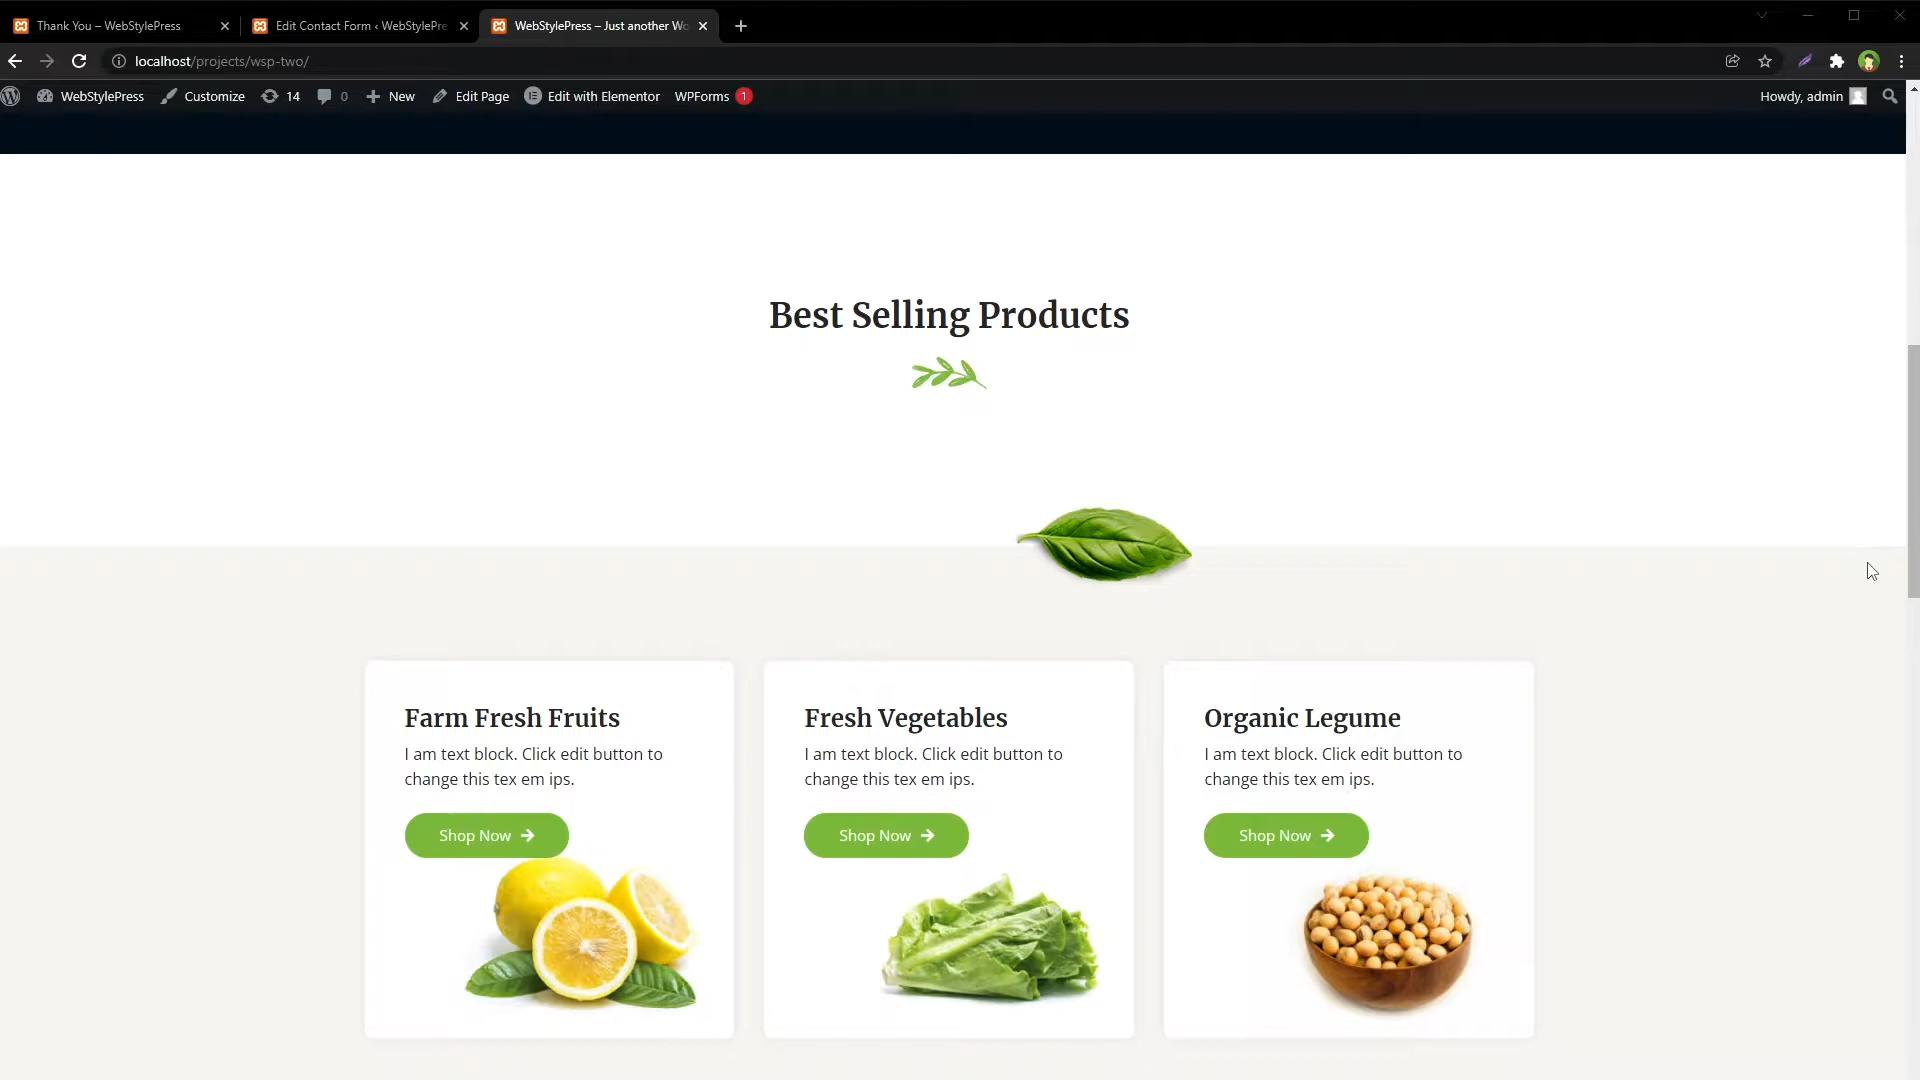 Thank You – WebStylePress
Edit Contact Form ‹ WebStylePre
WebStylePress – Just another Wo
localhost/projects/wsp-two/
WebStylePress
Customize
14
0
New
Edit Page
Edit with Elementor
WPForms
1
Howdy, admin
Best Selling Products
Farm Fresh Fruits
I am text block. Click edit button to
change this tex em ips.
Shop Now
Fresh Vegetables
I am text block. Click edit button to
change this tex em ips.
Shop Now
Organic Legume
I am text block. Click edit button to
change this tex em ips.
Shop Now